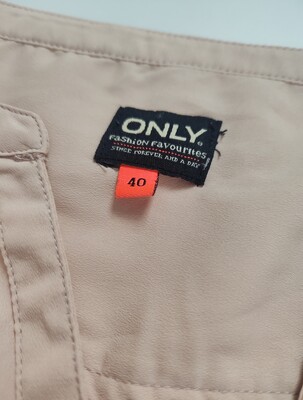 ONLY
Fashion Favourites
SINCE FOREVER AND A DAY
40